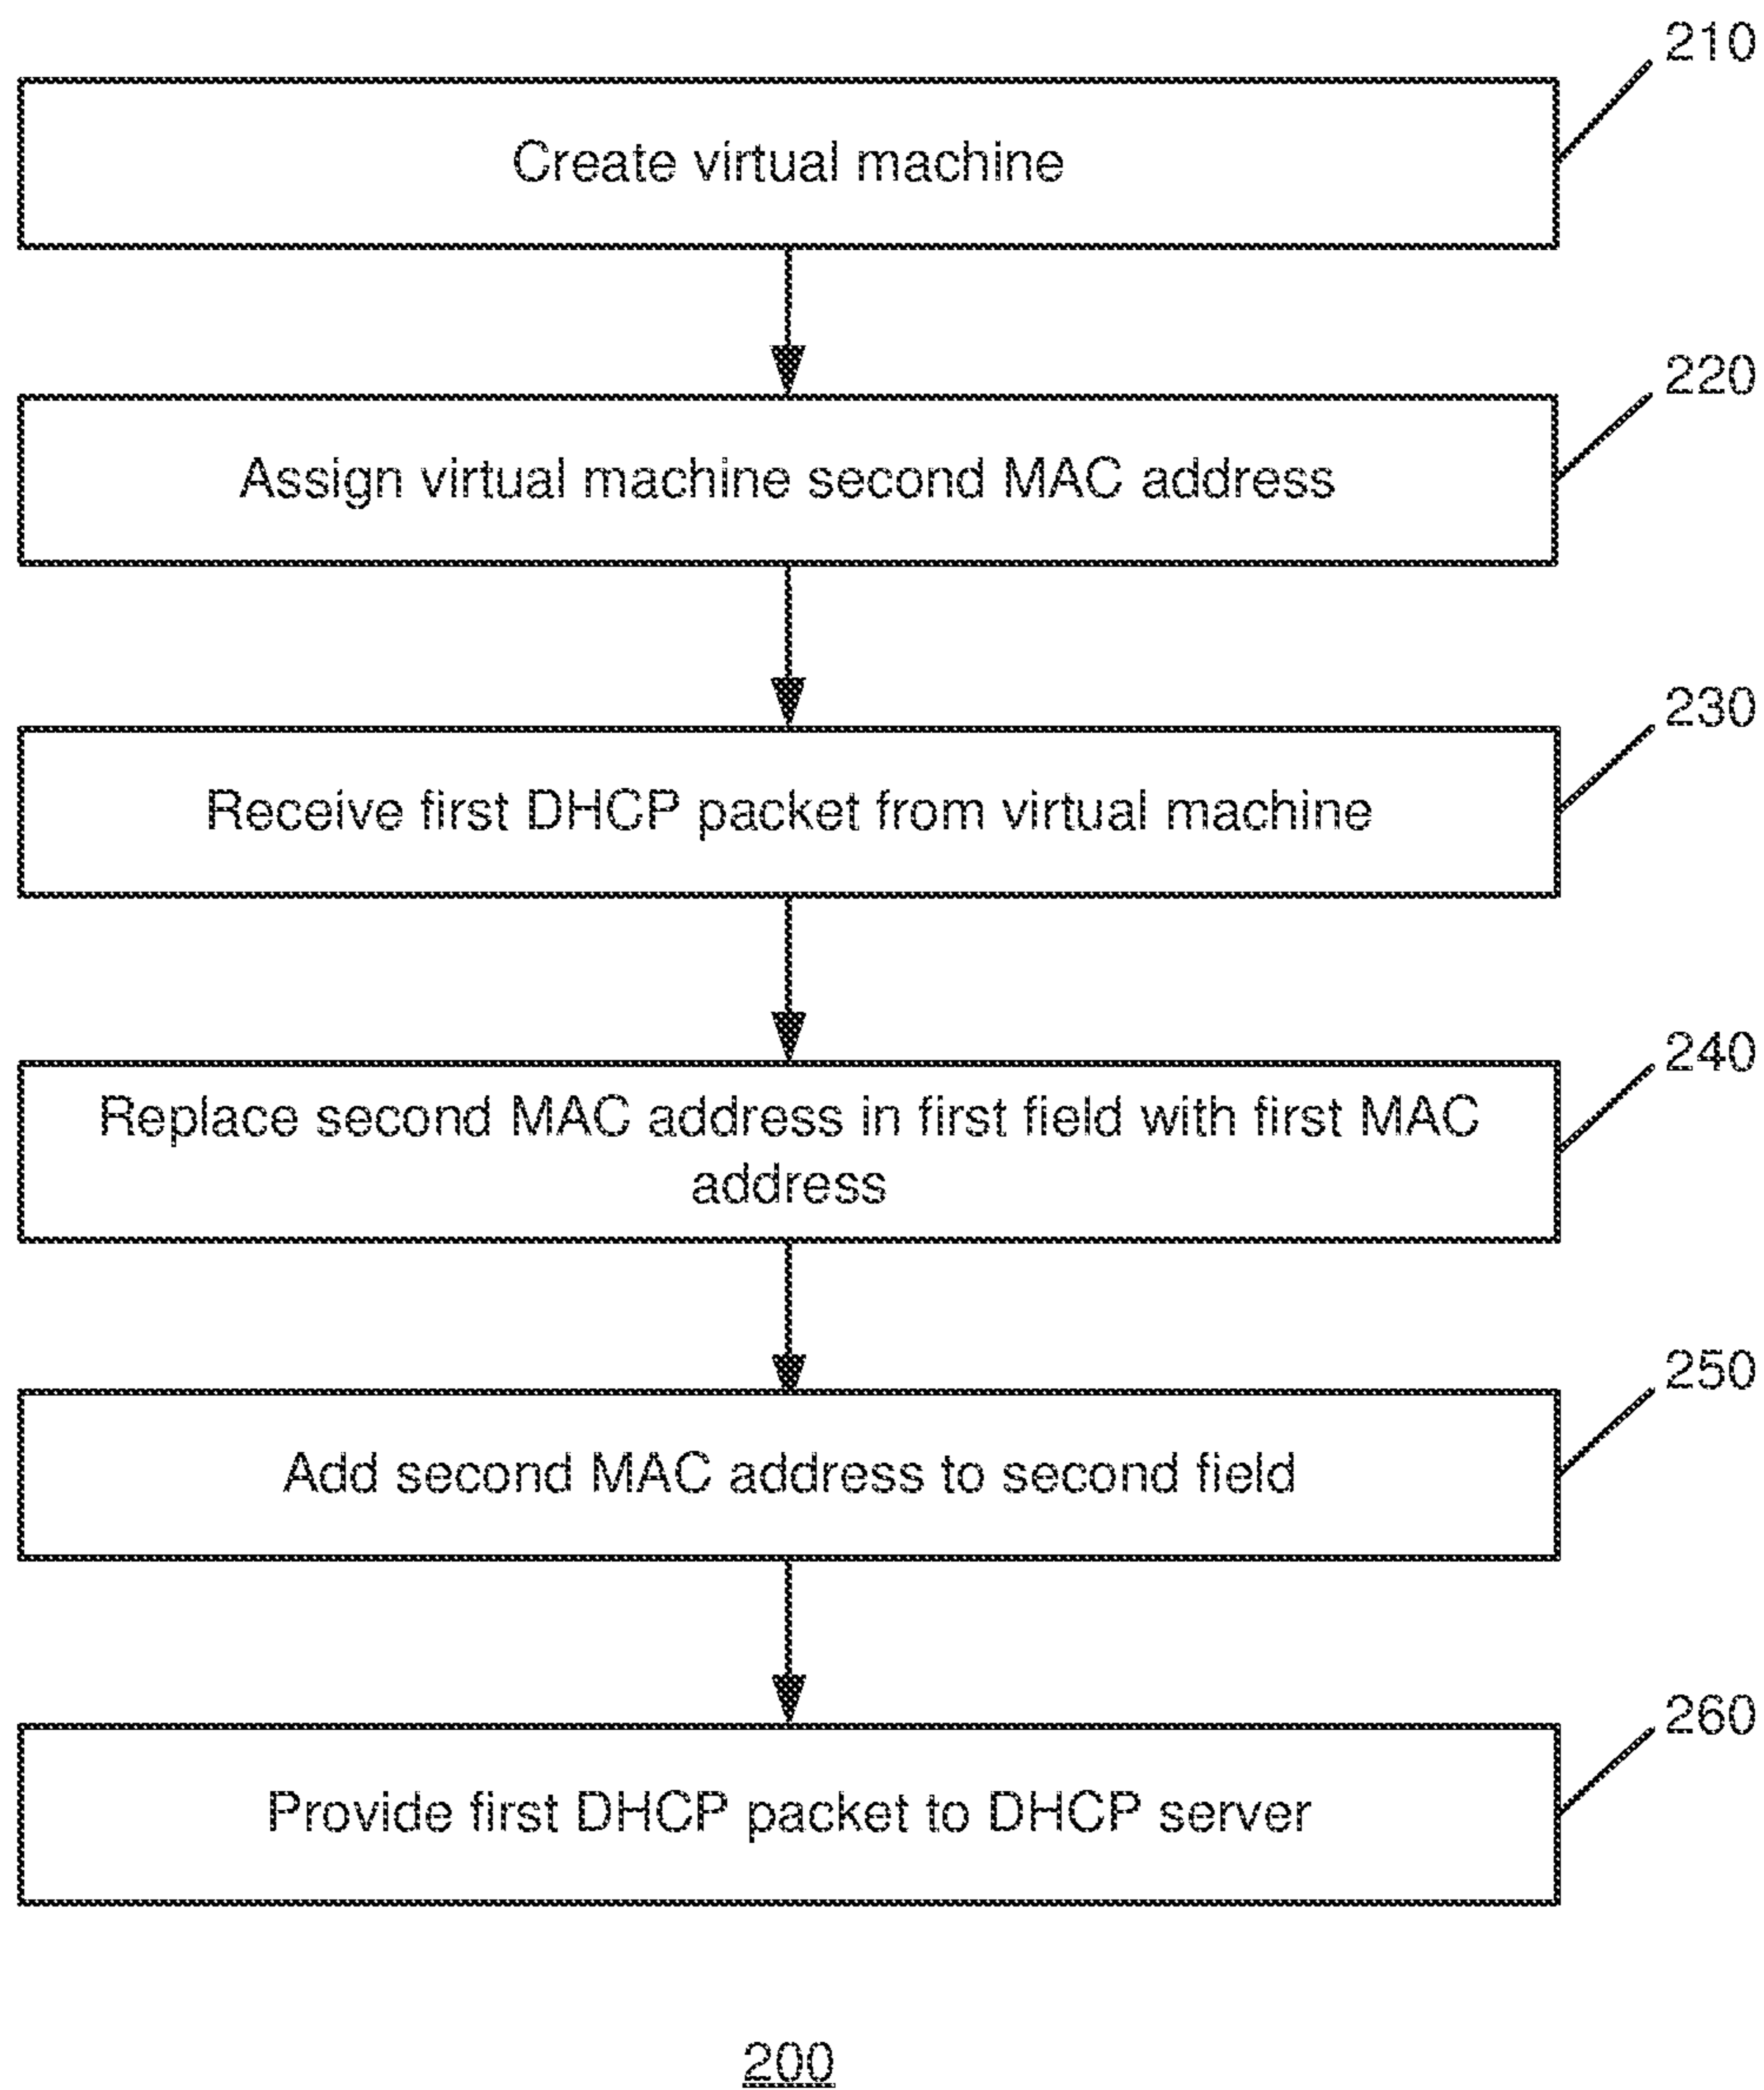 210
Create virtual machine
220
Assign virtual machine second MAC address
230
Receive first DHCP packet from virtual machine
240
Replace second MAC address in first field with first MAC
address
250
Add second MAC address to second field
260
Provide first DHCP packet to DHCP server
200